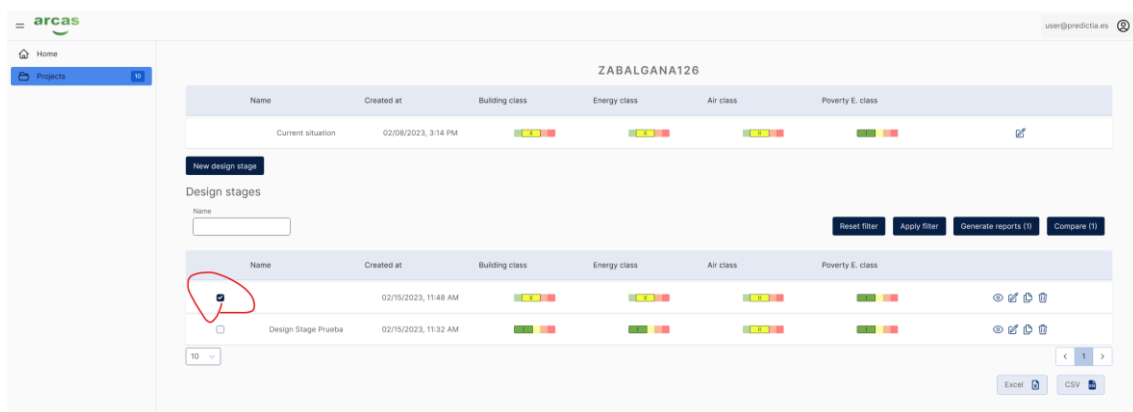 arcas
user@predictia.es
Home
Projects 10
ZABALGANA126
Name Created at Building class Energy class Air class Poverty E. class
Current situation 02/08/2023, 3:14 PM
New design stage
Design stages
Name
Reset filter Apply filter Generate reports (1) Compare (1)
Name Created at Building class Energy class Air class Poverty E. class
02/15/2023, 11:48 AM
Design Stage Prueba 02/15/2023, 11:32 AM
10 1
Excel CSV